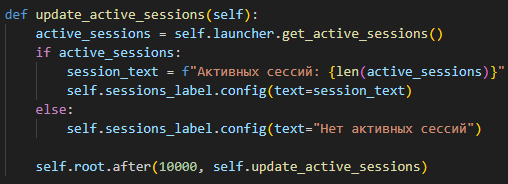 def update_active_sessions(self):
    active_sessions = self.launcher.get_active_sessions()
    if active_sessions:
        session_text = f"Активных сессий: {len(active_sessions)}"
        self.sessions_label.config(text=session_text)
    else:
        self.sessions_label.config(text="Нет активных сессий")

    self.root.after(10000, self.update_active_sessions)